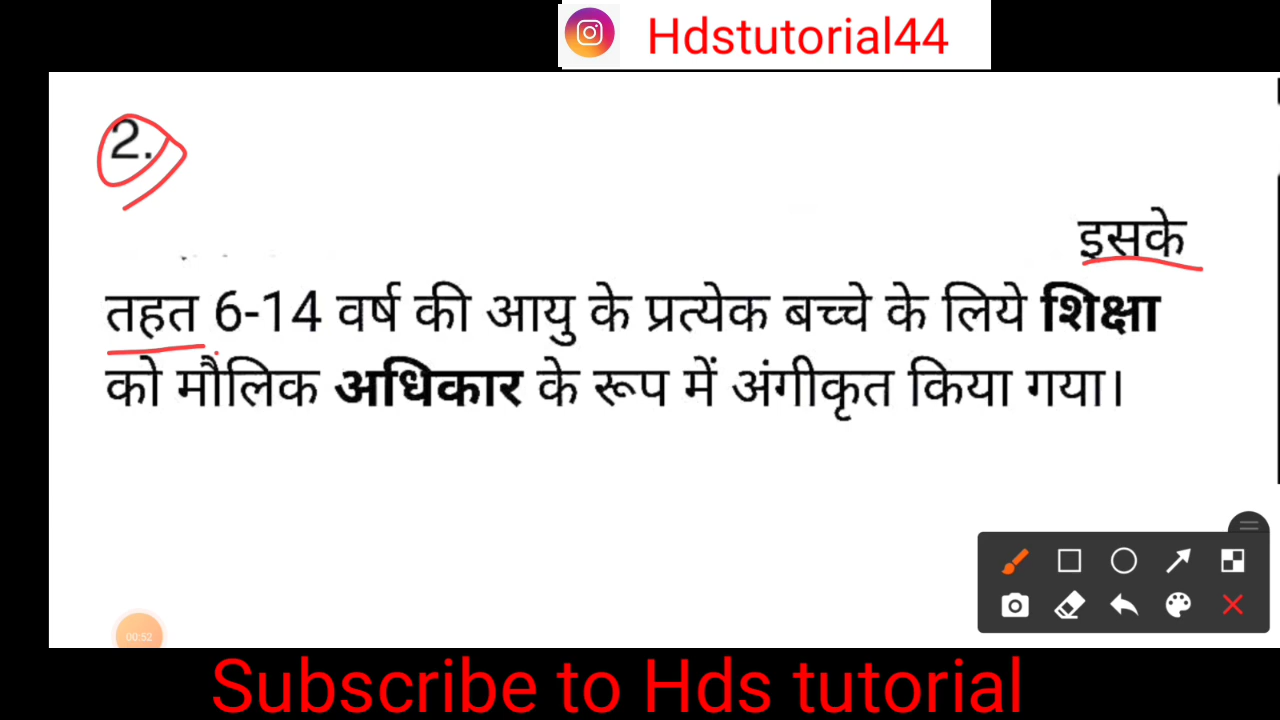 Hdstutorial44
2.
इसके
तहत 6-14 वर्ष की आयु के प्रत्येक बच्चे के लिये शिक्षा
को मौलिक अधिकार के रूप में अंगीकृत किया गया।
00:52
Subscribe to Hds tutorial